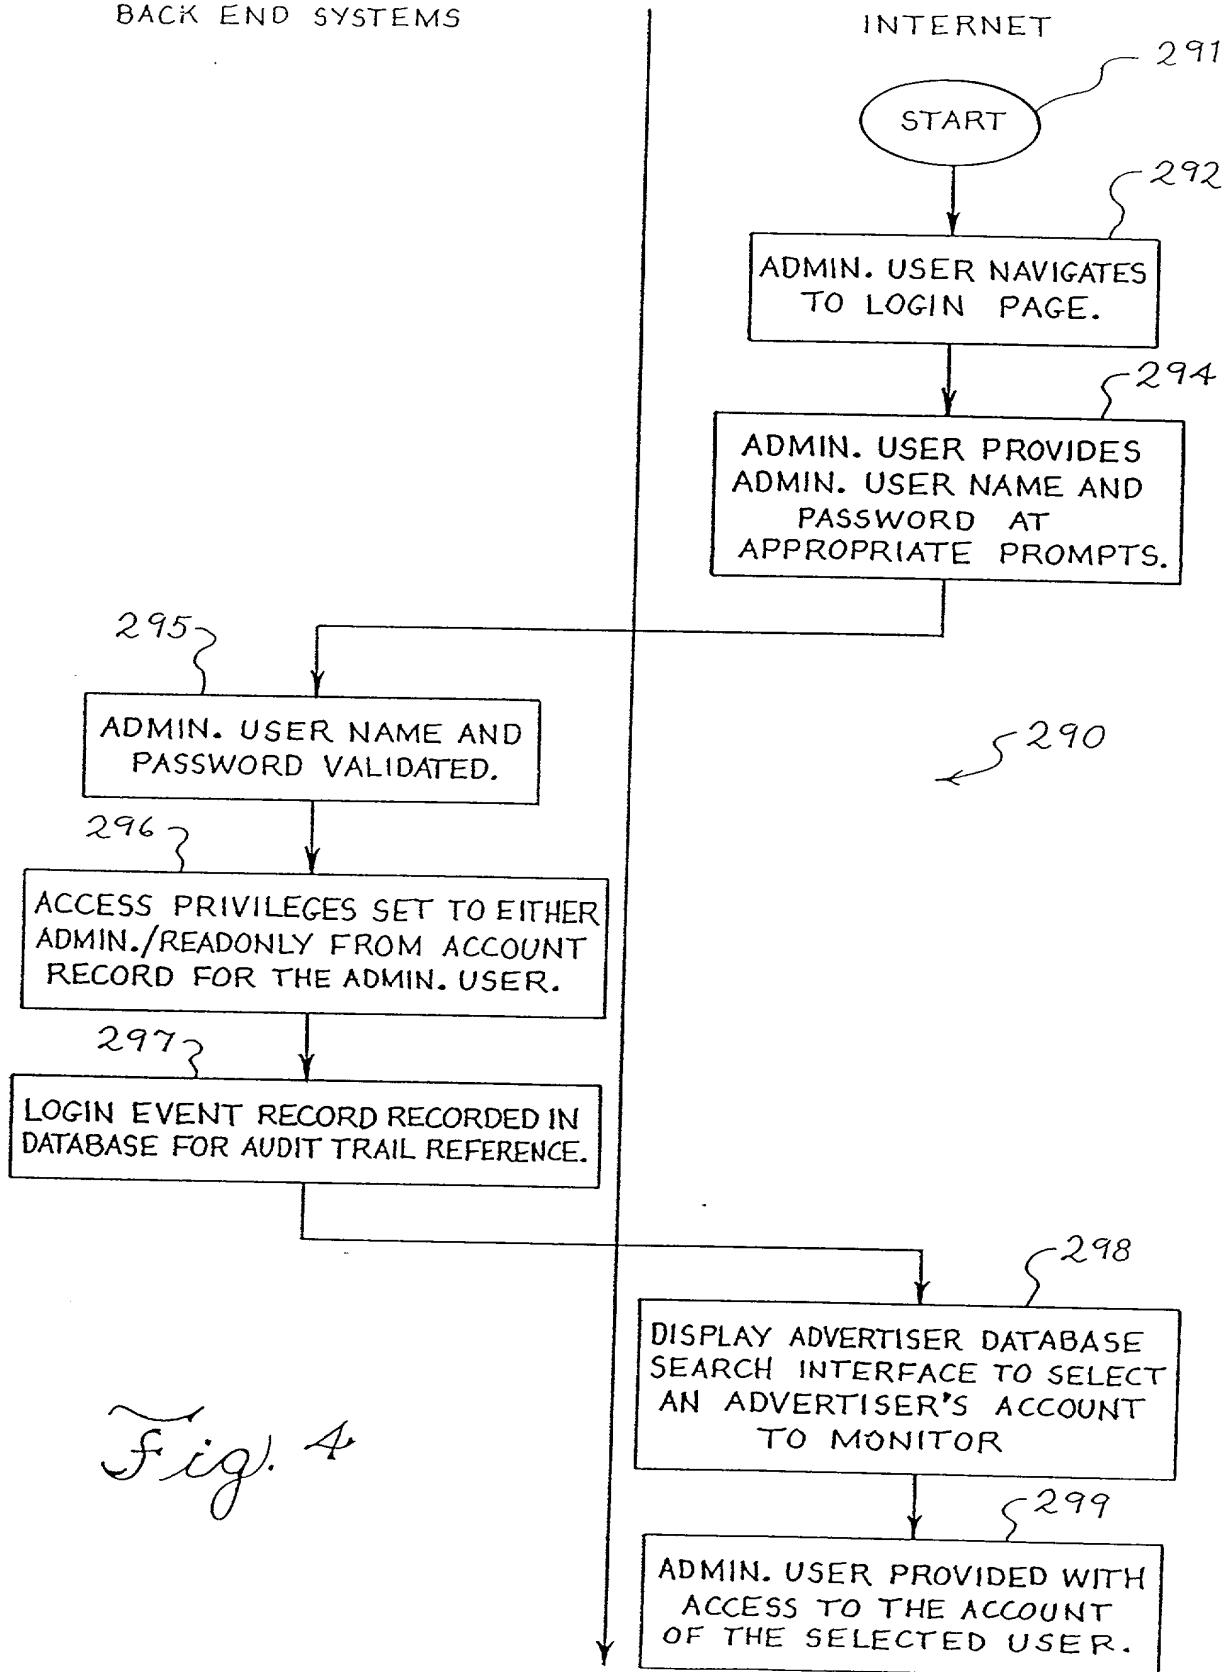 BACK END SYSTEMS
INTERNET
291
START
292
ADMIN. USER NAVIGATES
TO LOGIN PAGE.
294
ADMIN. USER PROVIDES
ADMIN. USER NAME AND
PASSWORD AT
APPROPRIATE PROMPTS.
295
ADMIN. USER NAME AND
PASSWORD VALIDATED.
290
296
ACCESS PRIVILEGES SET TO EITHER
ADMIN./READONLY FROM ACCOUNT
RECORD FOR THE ADMIN. USER.
297
LOGIN EVENT RECORD RECORDED IN
DATABASE FOR AUDIT TRAIL REFERENCE.
298
DISPLAY ADVERTISER DATABASE
SEARCH INTERFACE TO SELECT
AN ADVERTISER'S ACCOUNT
TO MONITOR
Fig. 4
299
ADMIN. USER PROVIDED WITH
ACCESS TO THE ACCOUNT
OF THE SELECTED USER.